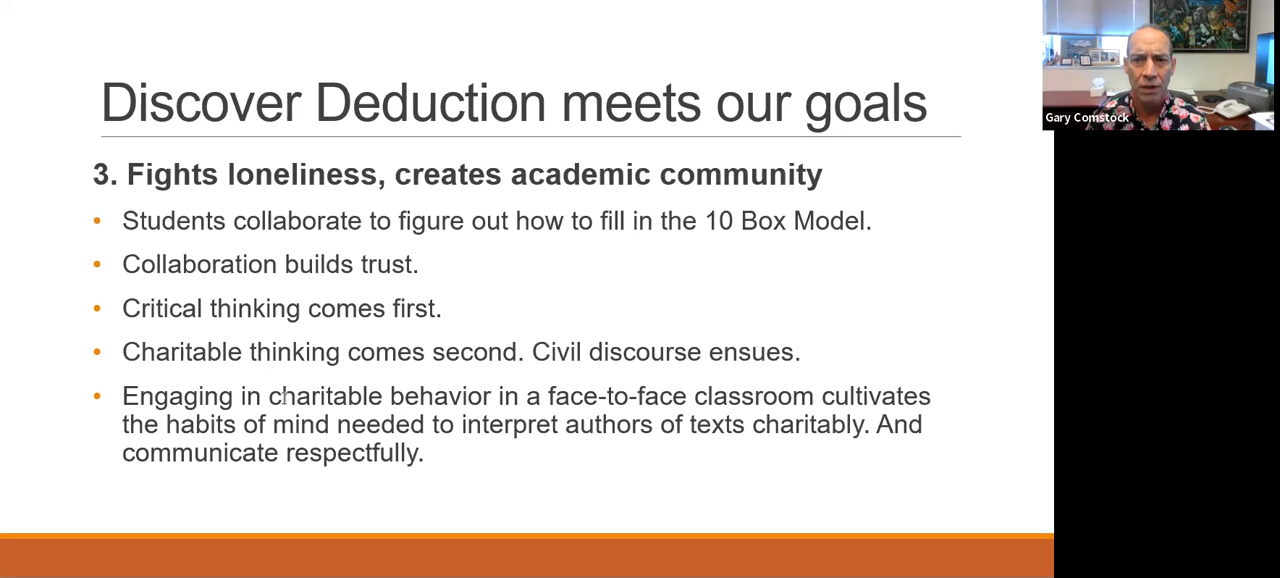 Discover Deduction meets our goals
Gary Comstock
3. Fights loneliness, creates academic community
• Students collaborate to figure out how to fill in the 10 Box Model.
• Collaboration builds trust.
• Critical thinking comes first.
• Charitable thinking comes second. Civil discourse ensues.
• Engaging in charitable behavior in a face-to-face classroom cultivates
the habits of mind needed to interpret authors of texts charitably. And
communicate respectfully.